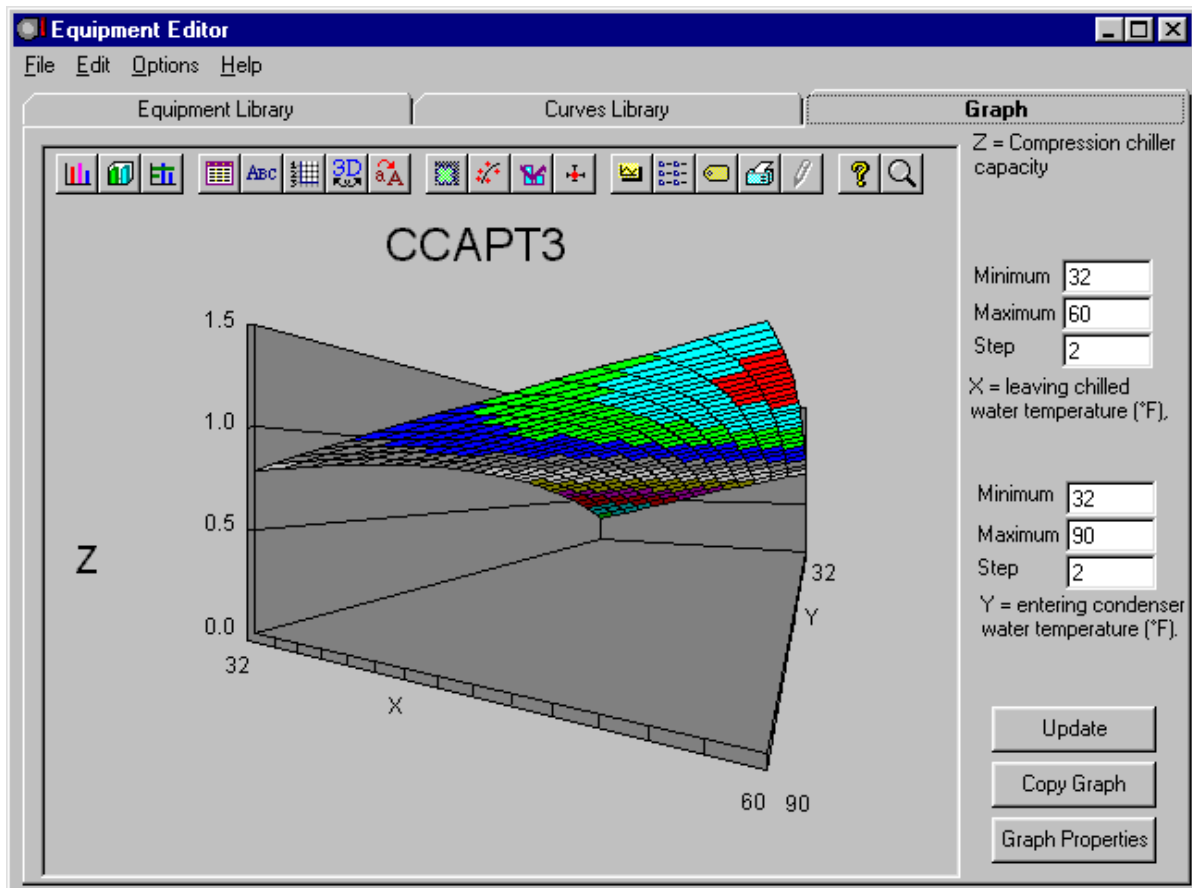 Equipment Editor
File Edit Options Help
Equipment Library
Curves Library
Graph
ABC
3D
aA
?
CCAPT3
1.5
1.0
0.5
0.0
Z
32
X
60
90
Y
32
Z = Compression chiller
capacity
Minimum 32
Maximum 60
Step 2
X = leaving chilled
water temperature (°F),
Minimum 32
Maximum 90
Step 2
Y = entering condenser
water temperature (°F).
Update
Copy Graph
Graph Properties